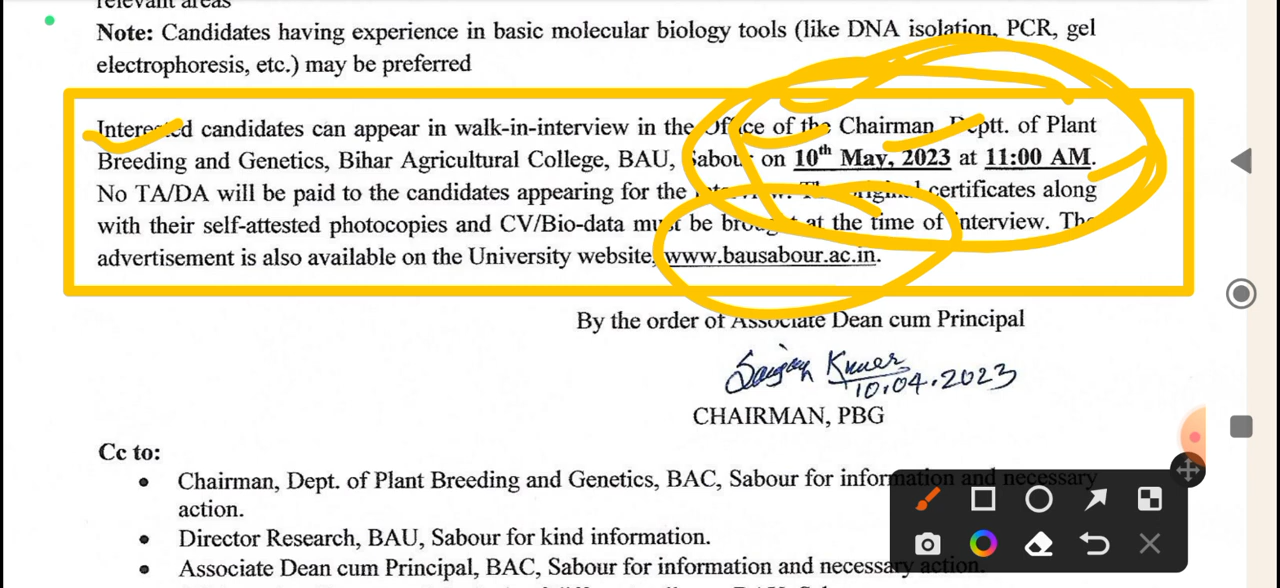 relevant areas
Note: Candidates having experience in basic molecular biology tools (like DNA isolation, PCR, gel
electrophoresis, etc.) may be preferred
Interested candidates can appear in walk-in-interview in the Office of the Chairman, Deptt. of Plant
Breeding and Genetics, Bihar Agricultural College, BAU, Sabour on 10th May, 2023 at 11:00 AM.
No TA/DA will be paid to the candidates appearing for the interview. The original certificates along
with their self-attested photocopies and CV/Bio-data must be brought at the time of interview. The
advertisement is also available on the University website, www.bausabour.ac.in.
By the order of Associate Dean cum Principal
Sanjay Kumar
10.04.2023
CHAIRMAN, PBG
Cc to:
• Chairman, Dept. of Plant Breeding and Genetics, BAC, Sabour for information and necessary
action.
• Director Research, BAU, Sabour for kind information.
• Associate Dean cum Principal, BAC, Sabour for information and necessary action.